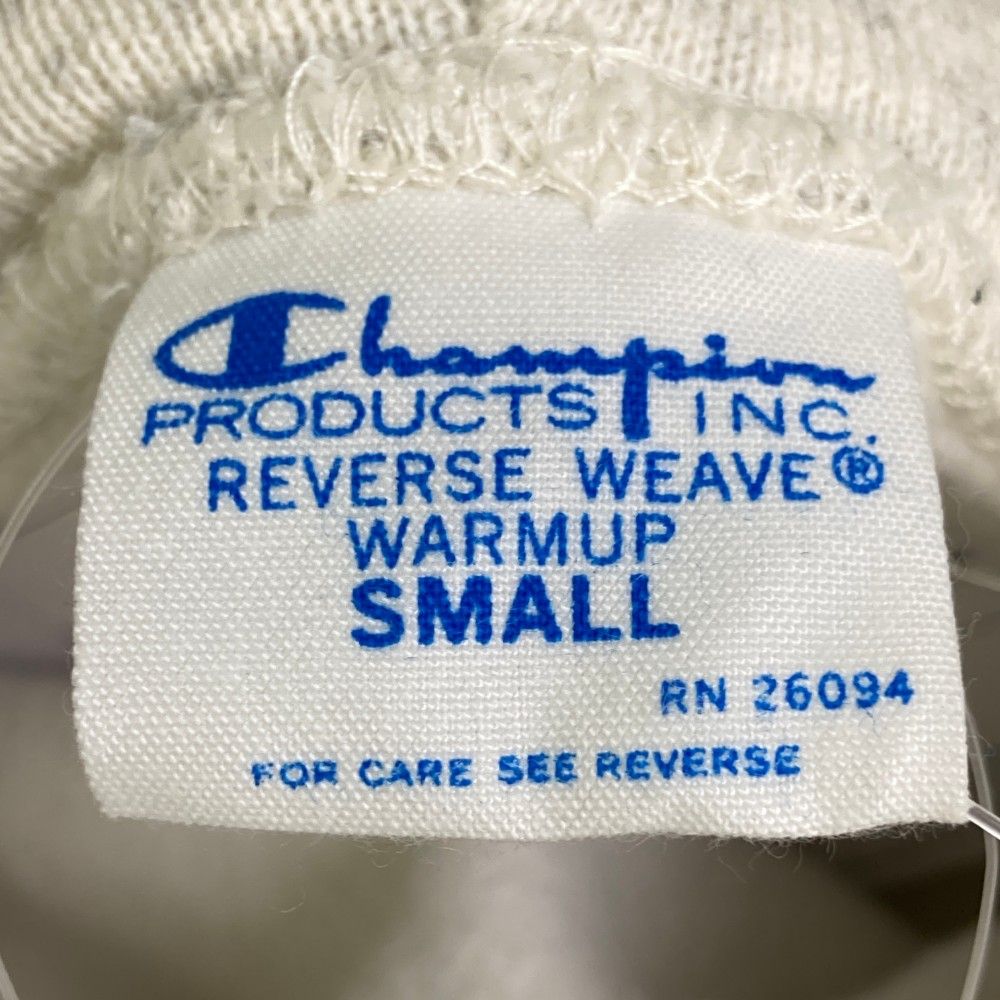 Champion
PRODUCTS INC.
REVERSE WEAVE®
WARMUP
SMALL
RN 26094
FOR CARE SEE REVERSE